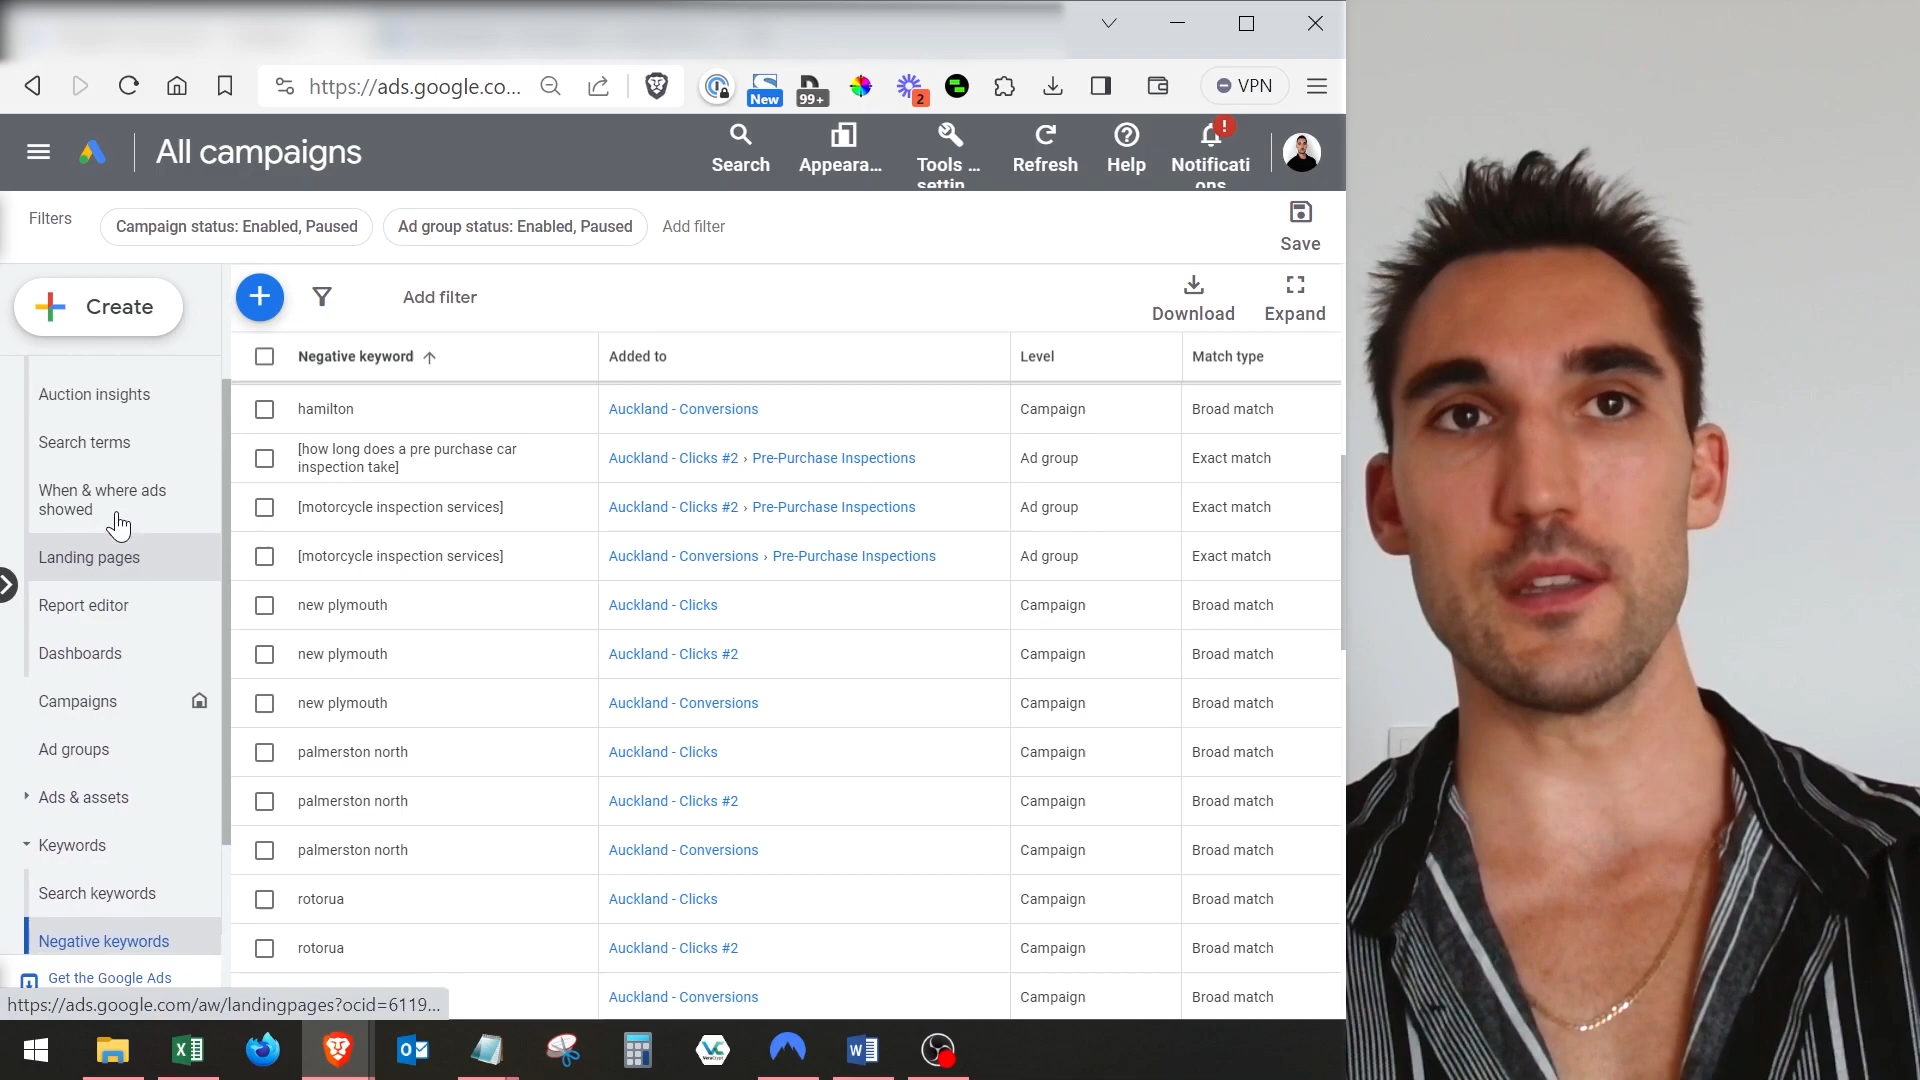 https://ads.google.co...
New
99+
2
VPN
All campaigns
Search
Appeara...
Tools ...
settin
Refresh
Help
!
Notificati
ons
Filters
Campaign status: Enabled, Paused
Ad group status: Enabled, Paused
Add filter
Save
Create
Add filter
Download
Expand
Auction insights
Search terms
When & where ads
showed
Landing pages
Report editor
Dashboards
Campaigns
Ad groups
Ads & assets
Keywords
Search keywords
Negative keywords
Get the Google Ads
https://ads.google.com/aw/landingpages?ocid=6119...
Negative keyword Added to Level Match type
hamilton Auckland - Conversions Campaign Broad match
[how long does a pre purchase car
inspection take] Auckland - Clicks #2 › Pre-Purchase Inspections Ad group Exact match
[motorcycle inspection services] Auckland - Clicks #2 › Pre-Purchase Inspections Ad group Exact match
[motorcycle inspection services] Auckland - Conversions › Pre-Purchase Inspections Ad group Exact match
new plymouth Auckland - Clicks Campaign Broad match
new plymouth Auckland - Clicks #2 Campaign Broad match
new plymouth Auckland - Conversions Campaign Broad match
palmerston north Auckland - Clicks Campaign Broad match
palmerston north Auckland - Clicks #2 Campaign Broad match
palmerston north Auckland - Conversions Campaign Broad match
rotorua Auckland - Clicks Campaign Broad match
rotorua Auckland - Clicks #2 Campaign Broad match
Auckland - Conversions Campaign Broad match